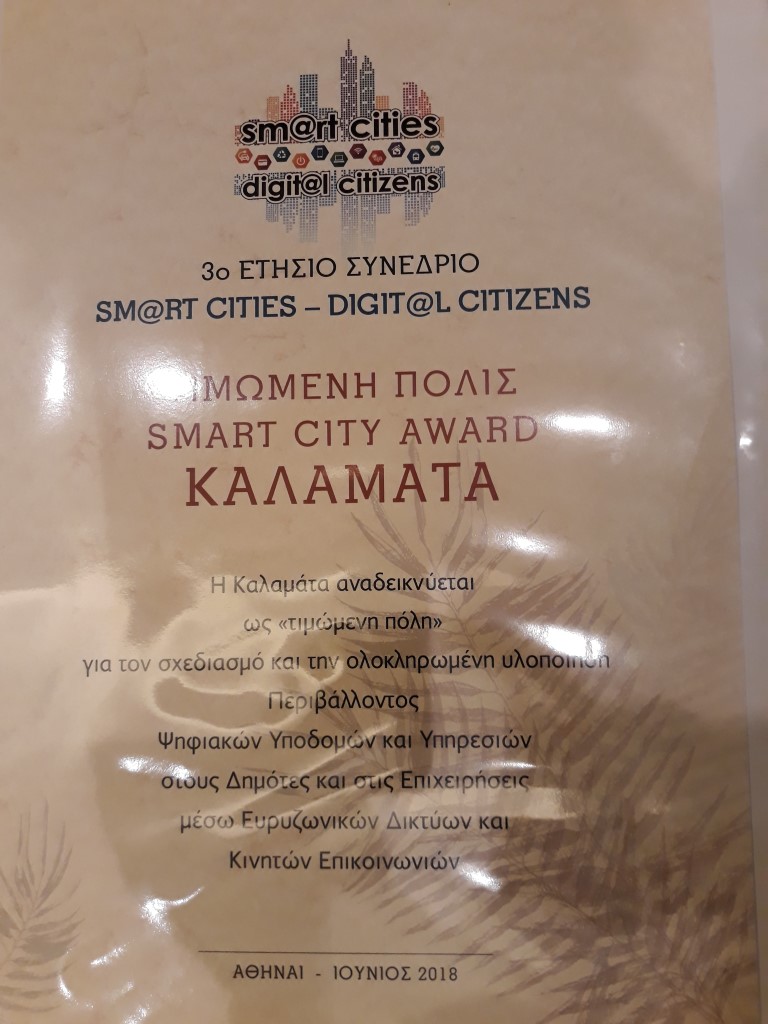 sm@rt cities
digit@l citizens
3ο ΕΤΗΣΙΟ ΣΥΝΕΔΡΙΟ
SM@RT CITIES – DIGIT@L CITIZENS
ΤΙΜΩΜΕΝΗ ΠΟΛΙΣ
SMART CITY AWARD
ΚΑΛΑΜΑΤΑ
Η Καλαμάτα αναδεικνύεται
ως «τιμώμενη πόλη»
για τον σχεδιασμό και την ολοκληρωμένη υλοποίηση
Περιβάλλοντος
Ψηφιακών Υποδομών και Υπηρεσιών
στους Δημότες και στις Επιχειρήσεις
μέσω Ευρυζωνικών Δικτύων και
Κινητών Επικοινωνιών
ΑΘΗΝΑΙ - ΙΟΥΝΙΟΣ 2018